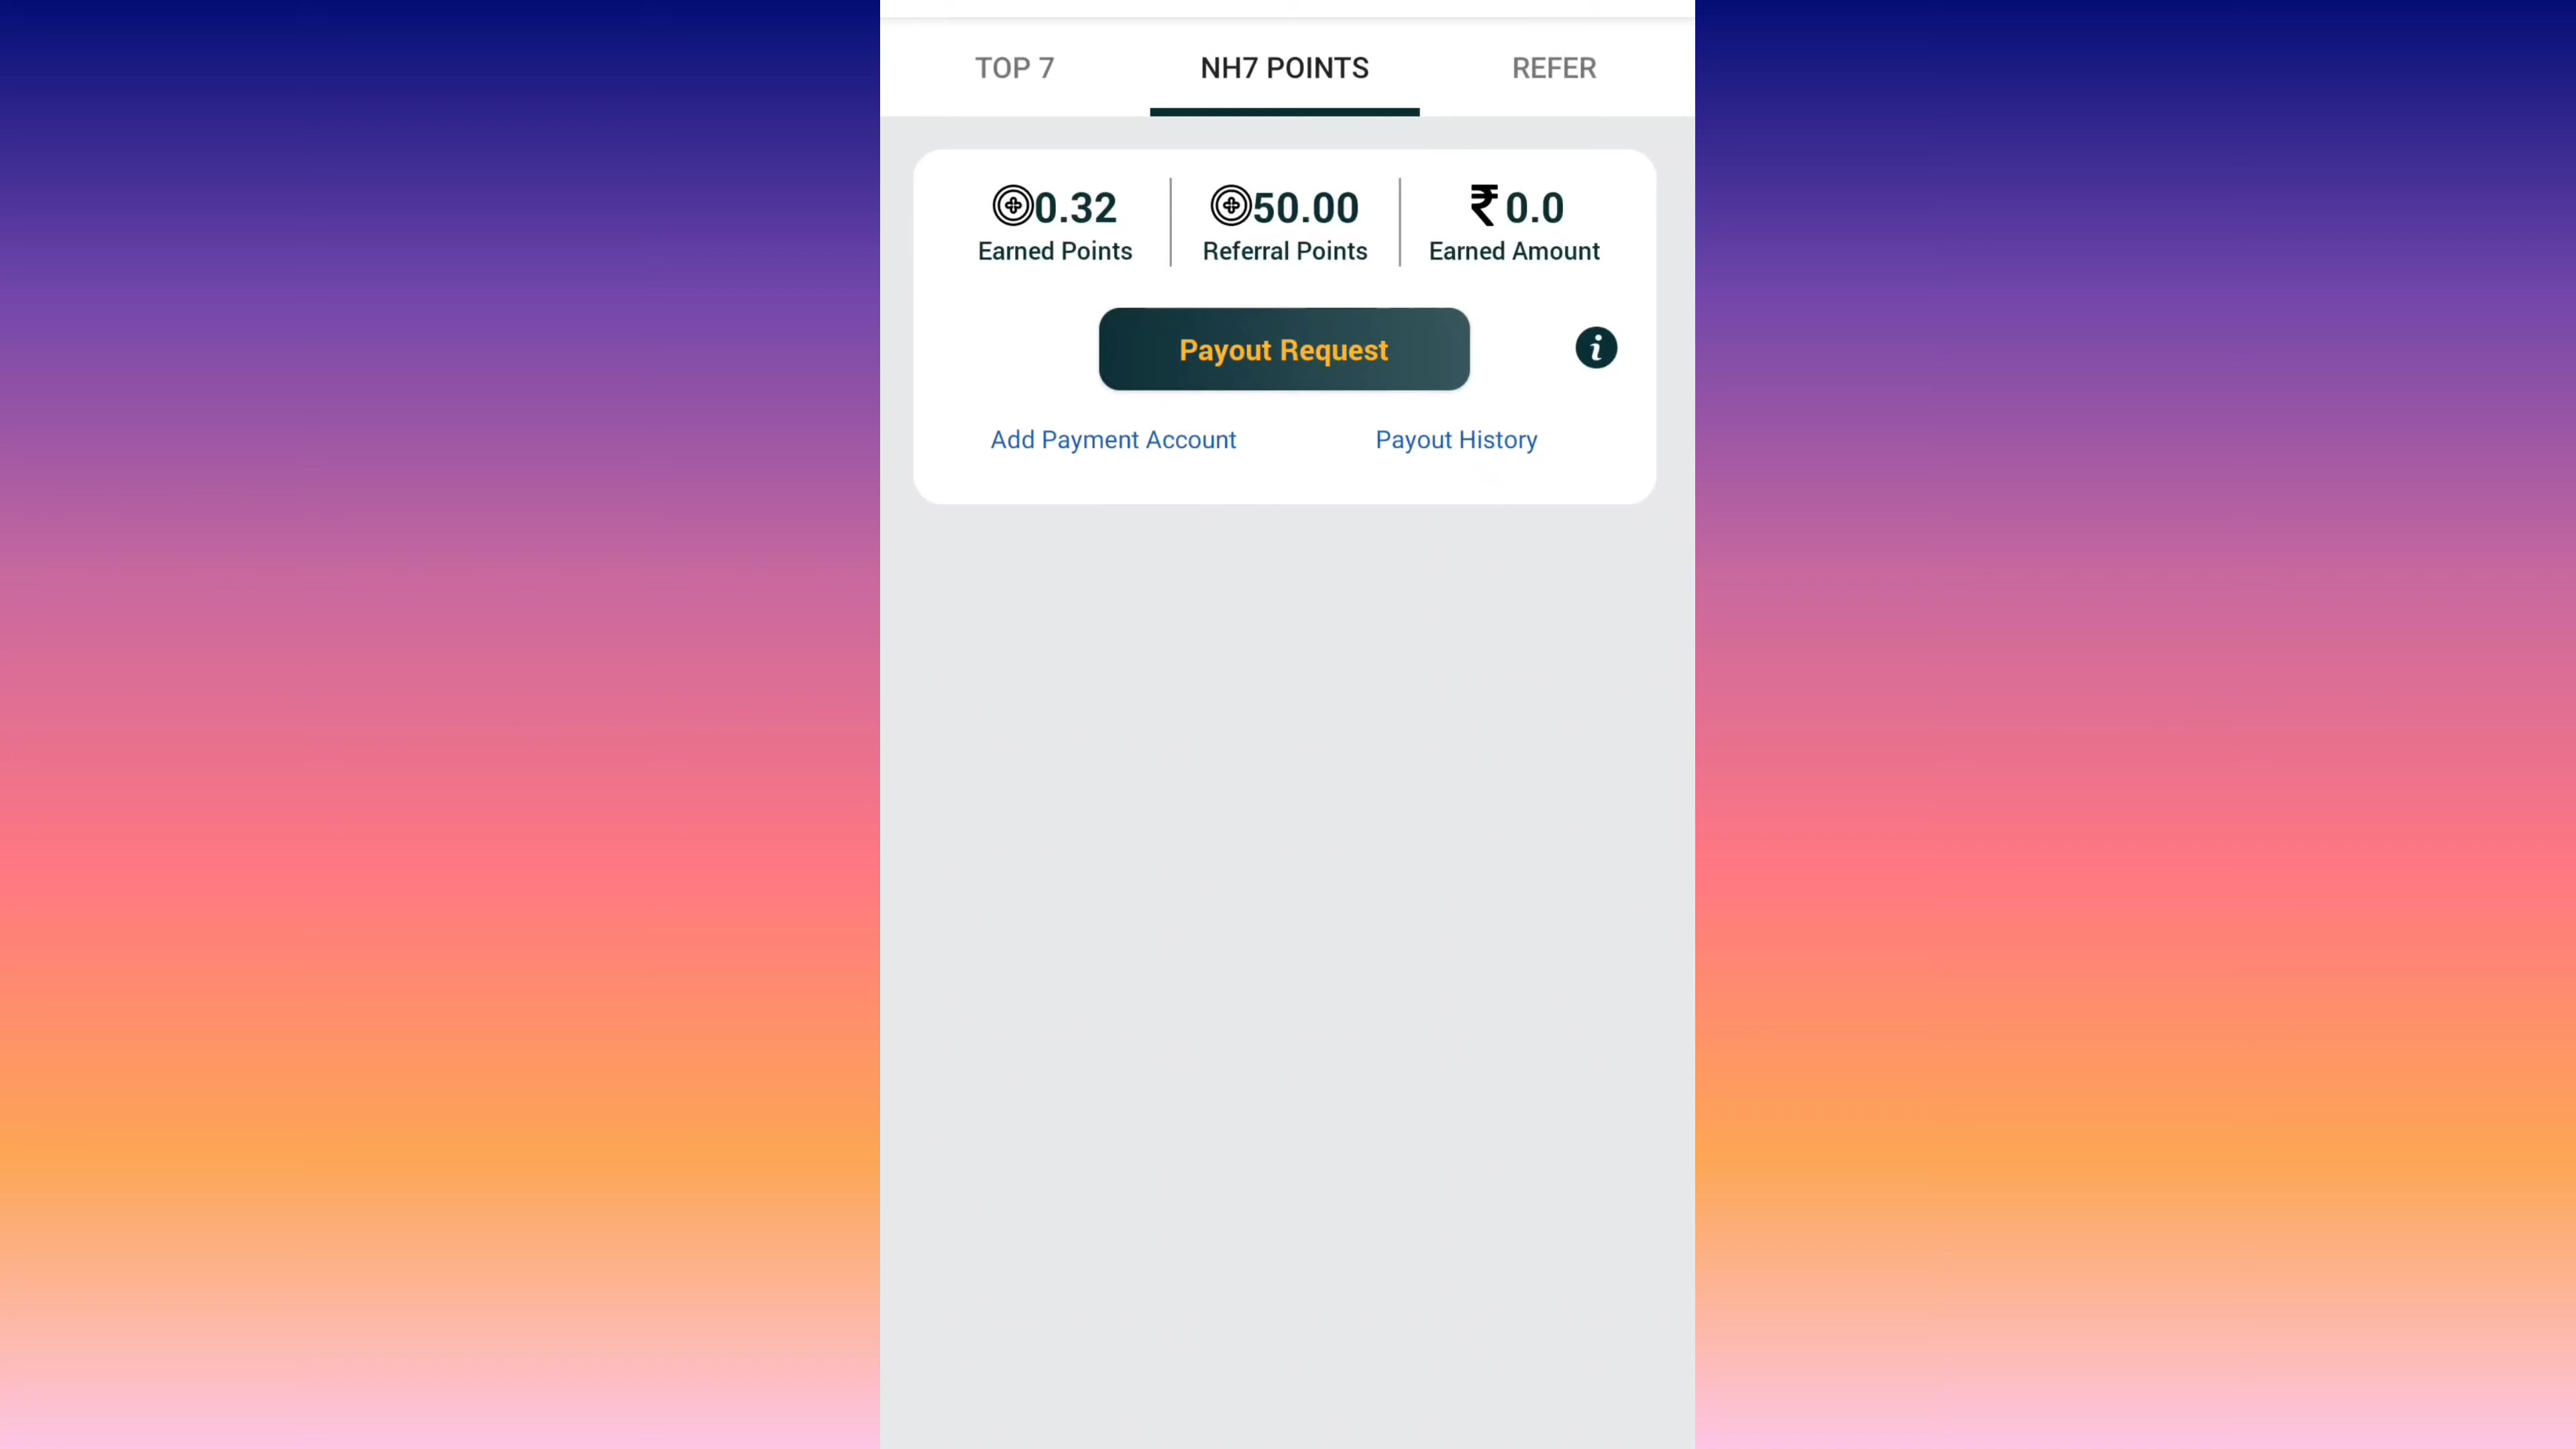 TOP 7 NH7 POINTS REFER
0.32 50.00 ₹ 0.0
Earned Points Referral Points Earned Amount
Payout Request
Add Payment Account Payout History